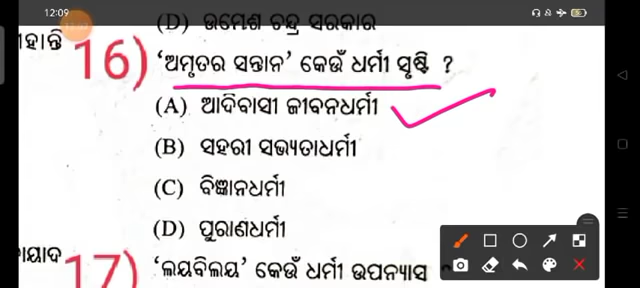 12:09
(D) ଉମେଶ ଚନ୍ଦ୍ର ସରକାର
16) 'ଅମୃତର ସନ୍ତାନ' କେଉଁ ଧର୍ମୀ ସୃଷ୍ଟି ?
(A) ଆଦିବାସୀ ଜୀବନଧର୍ମୀ
(B) ସହରୀ ସଭ୍ୟତାଧର୍ମୀ
(C) ବିଜ୍ଞାନଧର୍ମୀ
(D) ପୁରାଣଧର୍ମୀ
17) 'ଲୟବିଲୟ' କେଉଁ ଧର୍ମୀ ଉପନ୍ୟାସ